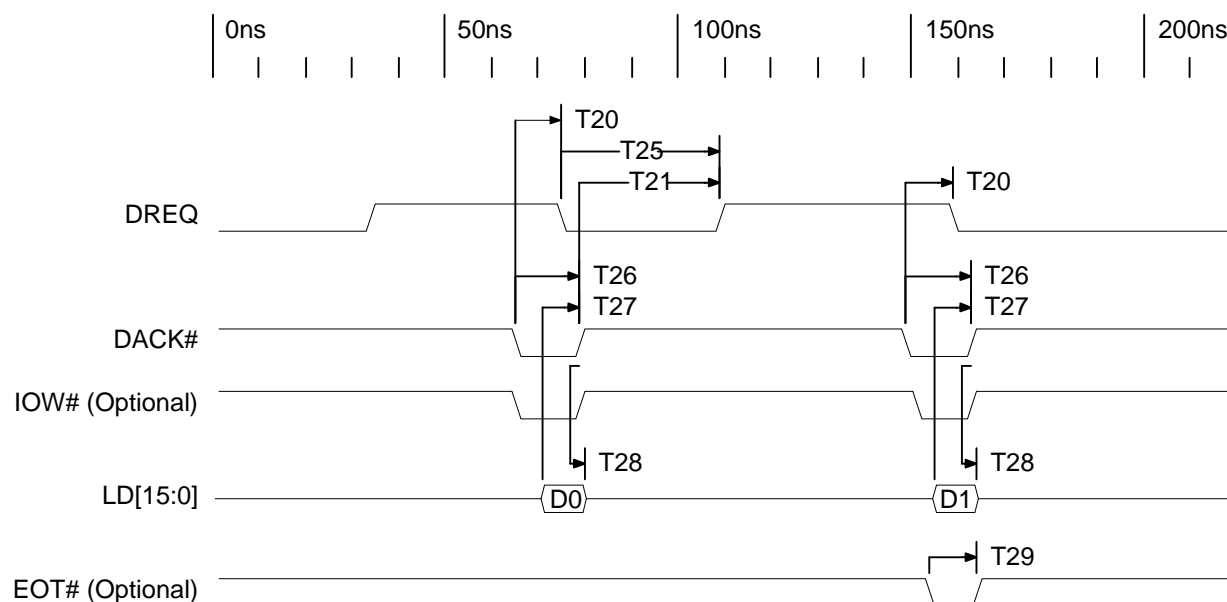 0ns 50ns 100ns 150ns 200ns
T20
T25
T21 T20
DREQ
T26 T26
T27 T27
DACK#
IOW# (Optional)
T28 T28
LD[15:0] D0 D1
T29
EOT# (Optional)